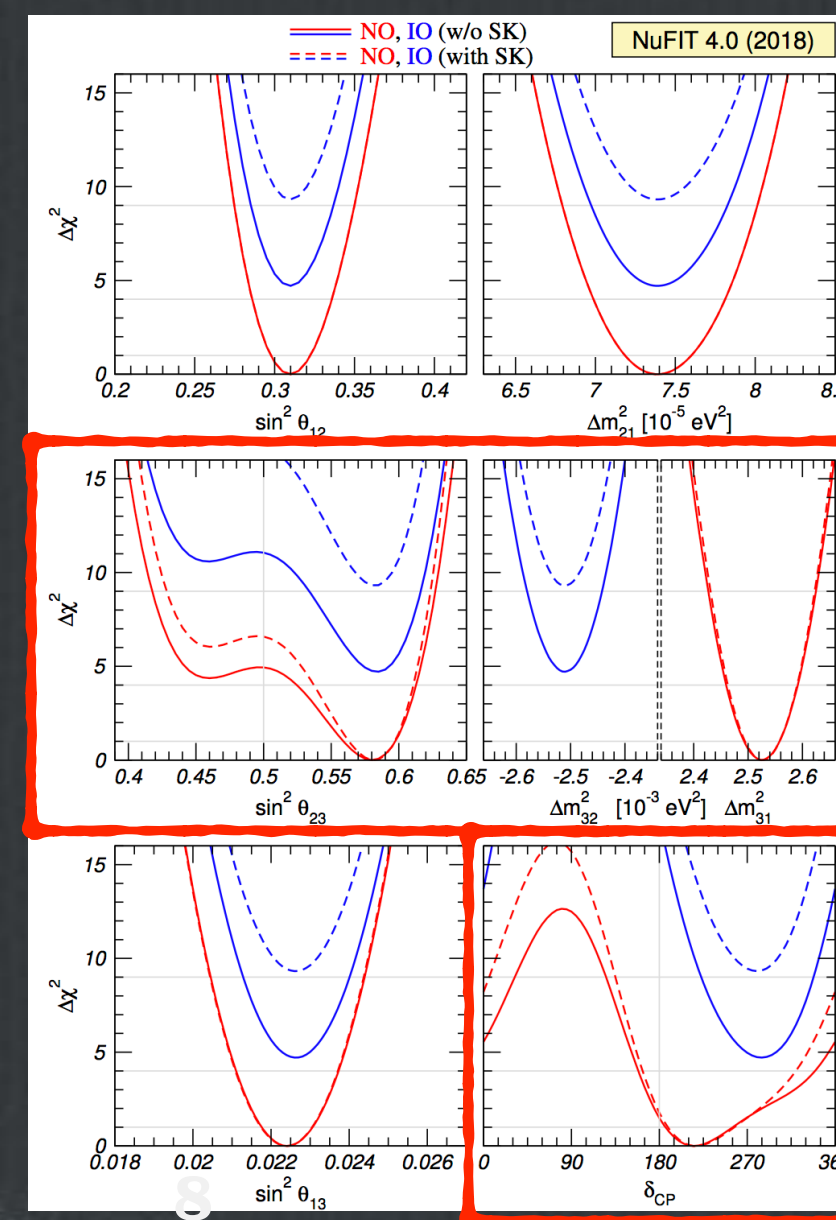 NO, IO (w/o SK)
NO, IO (with SK)
NuFIT 4.0 (2018)
15
10
5
0
Δχ²
0.2 0.25 0.3 0.35 0.4
sin² θ₁₂
6.5 7 7.5 8 8.
Δm²₂₁ [10⁻⁵ eV²]
15
10
5
0
Δχ²
0.4 0.45 0.5 0.55 0.6 0.65
sin² θ₂₃
-2.6 -2.5 -2.4 2.4 2.5 2.6
Δm²₃₂ [10⁻³ eV²] Δm²₃₁
15
10
5
0
Δχ²
0.018 0.02 0.022 0.024 0.026
sin² θ₁₃
0 90 180 270 36
δCP
8